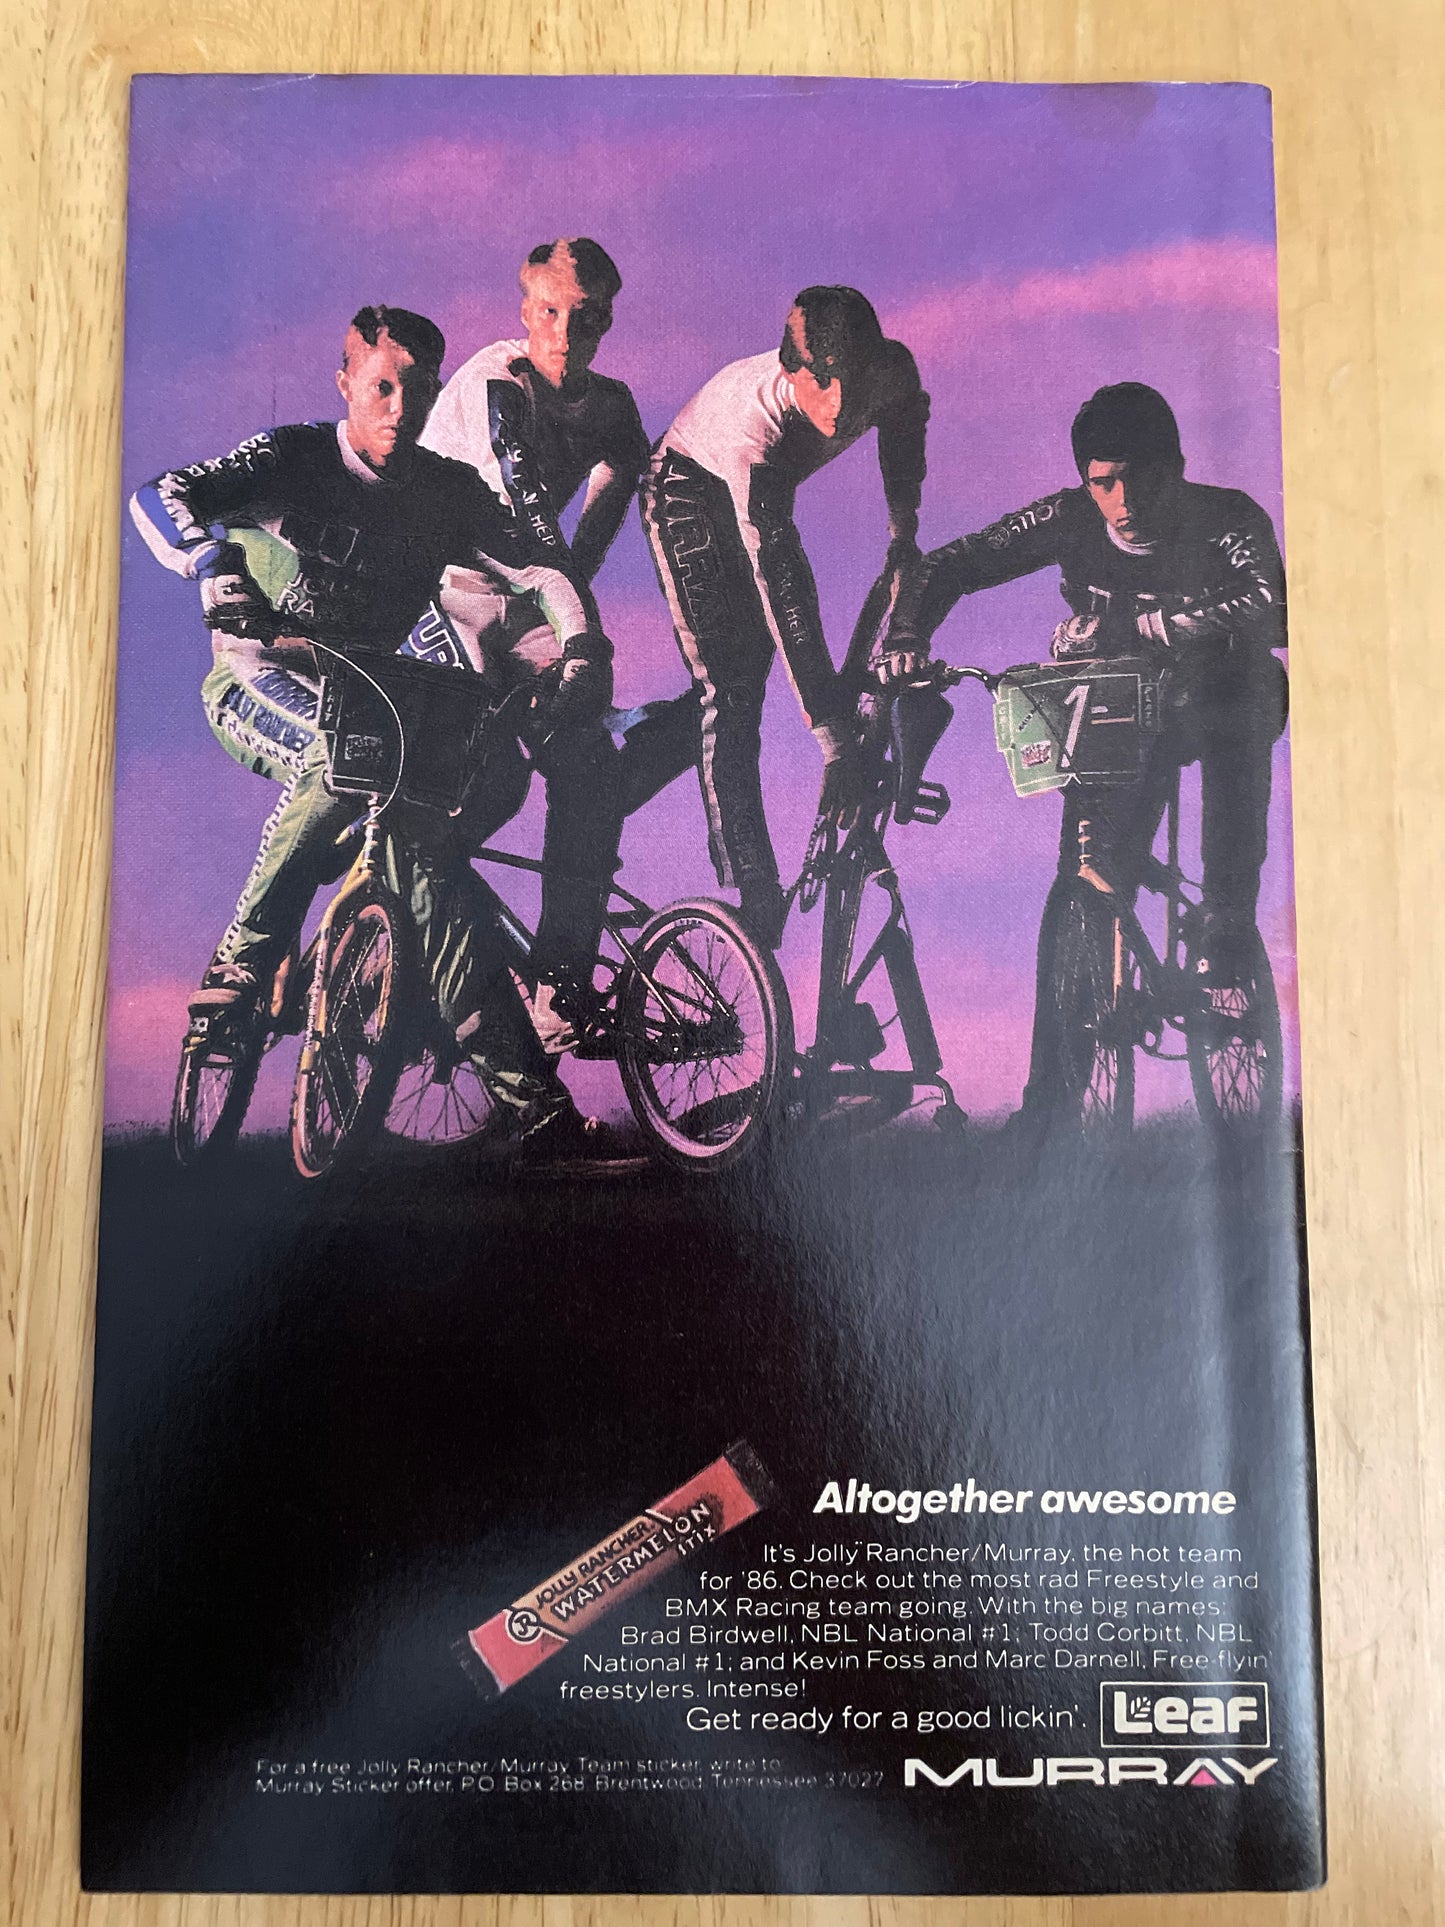 MURRAY
1
JOLLY RANCHER
WATERMELON
STIX
JR
Altogether awesome
It's Jolly Rancher/Murray, the hot team
for '86. Check out the most rad Freestyle and
BMX Racing team going. With the big names:
Brad Birdwell, NBL National #1; Todd Corbitt, NBL
National #1; and Kevin Foss and Marc Darnell, Free-flyin'
freestylers. Intense!
Get ready for a good lickin'.
Leaf
For a free Jolly Rancher/Murray Team sticker, write to:
Murray Sticker offer, P.O. Box 268, Brentwood, Tennessee 37027
MURRAY